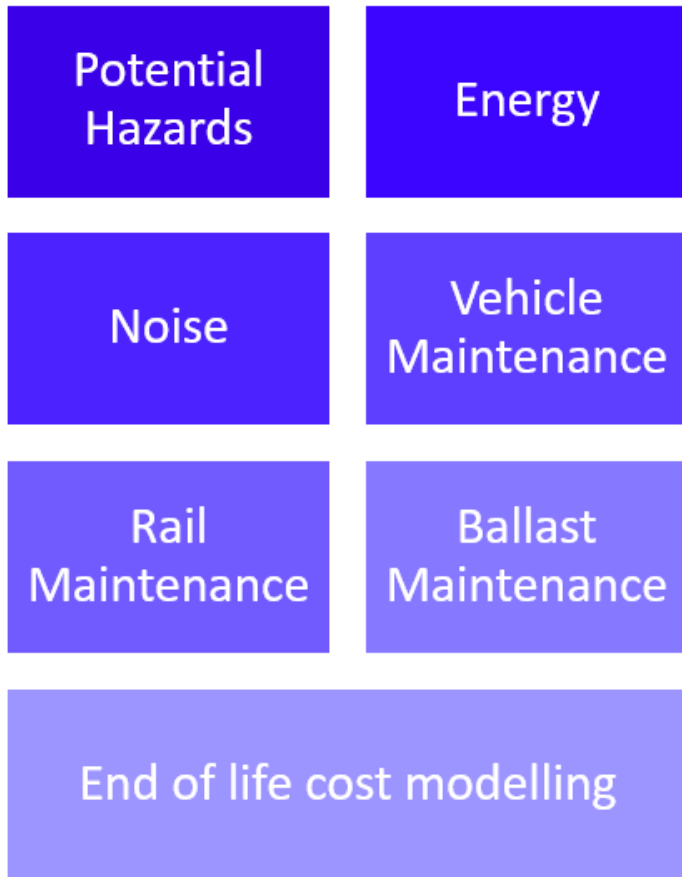 Potential
Hazards
Energy
Noise
Vehicle
Maintenance
Rail
Maintenance
Ballast
Maintenance
End of life cost modelling